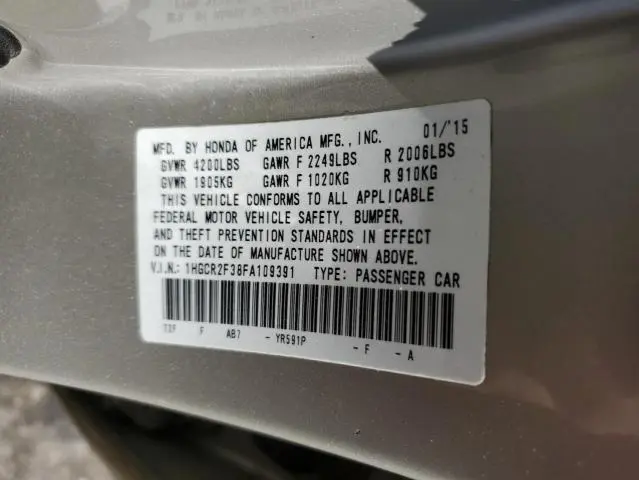 MFD. BY HONDA OF AMERICA MFG., INC. 01/'15
GVWR 4200LBS GAWR F 2249LBS R 2006LBS
GVWR 1905KG GAWR F 1020KG R 910KG
THIS VEHICLE CONFORMS TO ALL APPLICABLE
FEDERAL MOTOR VEHICLE SAFETY, BUMPER,
AND THEFT PREVENTION STANDARDS IN EFFECT
ON THE DATE OF MANUFACTURE SHOWN ABOVE.
V.I.N.: 1HGCR2F38FA109391 TYPE: PASSENGER CAR
F AB7 - YR591P - F - A